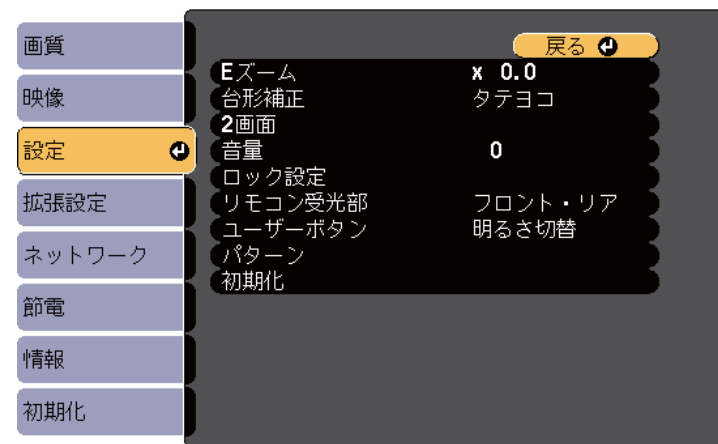 画質
映像
設定
拡張設定
ネットワーク
節電
情報
初期化
戻る
Eズーム x 0.0
台形補正 タテヨコ
2画面
音量 0
ロック設定
リモコン受光部 フロント・リア
ユーザーボタン 明るさ切替
パターン
初期化